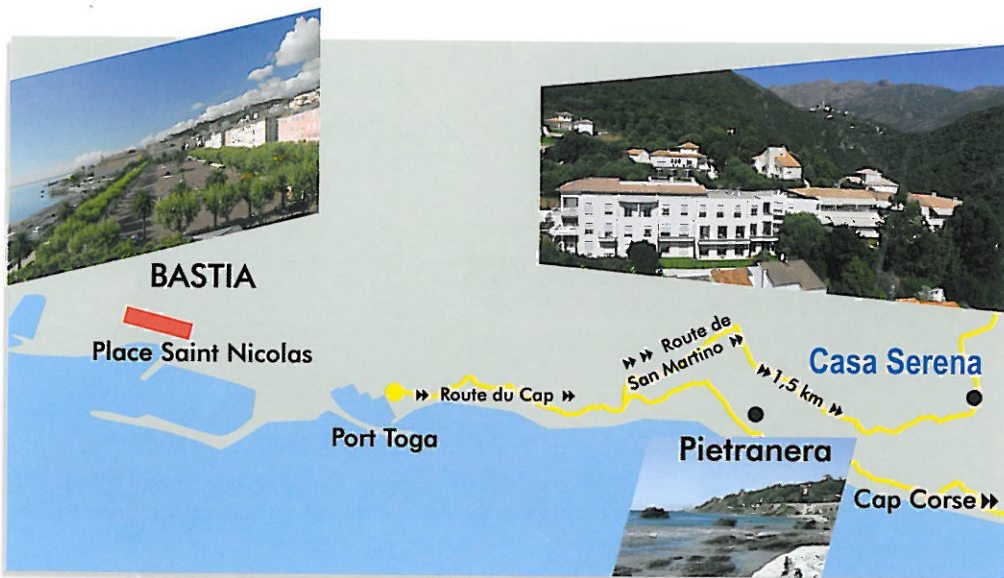 BASTIA
Place Saint Nicolas
Port Toga
Route du Cap
Route de
San Martino
1,5 km
Casa Serena
Pietranera
Cap Corse